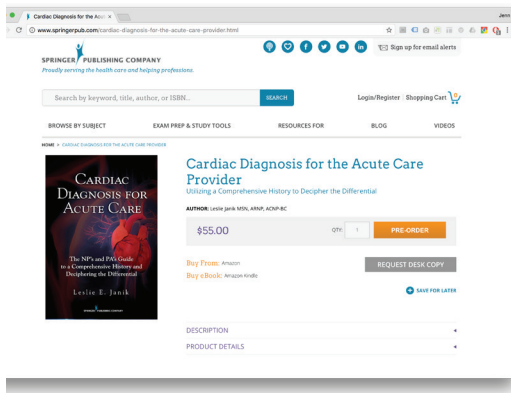 Cardiac Diagnosis for the Acu
Jenn
www.springerpub.com/cardiac-diagnosis-for-the-acute-care-provider.html
Sign up for email alerts
SPRINGER PUBLISHING COMPANY
Proudly serving the health care and helping professions
Search by keyword, title, author, or ISBN...
SEARCH
Login/Register
Shopping Cart
0
BROWSE BY SUBJECT
EXAM PREP & STUDY TOOLS
RESOURCES FOR
BLOG
VIDEOS
HOME > CARDIAC DIAGNOSIS FOR THE ACUTE CARE PROVIDER
CARDIAC
DIAGNOSIS FOR
ACUTE CARE
The NP's and PA's Guide
to a Comprehensive History and
Deciphering the Differential
Leslie E. Janik
Cardiac Diagnosis for the Acute Care
Provider
Utilizing a Comprehensive History to Decipher the Differential
AUTHOR: Leslie Janik MSN, ARNP, ACNP-BC
$55.00
QTY:
1
PRE-ORDER
Buy From: Amazon
REQUEST DESK COPY
Buy eBook: Amazon Kindle
SAVE FOR LATER
DESCRIPTION
PRODUCT DETAILS